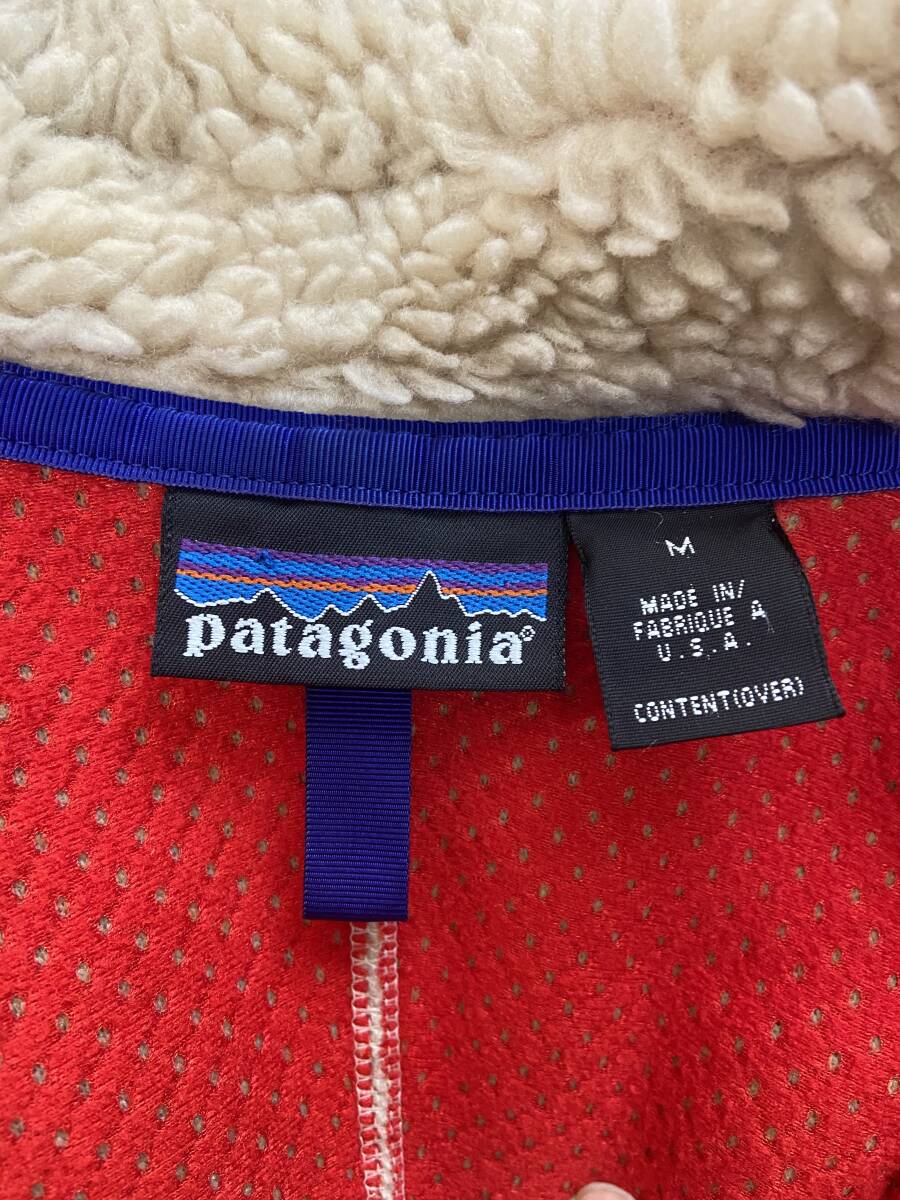 patagonia®
M
MADE IN/
FABRIQUE A
U.S.A.
CONTENT(OVER)